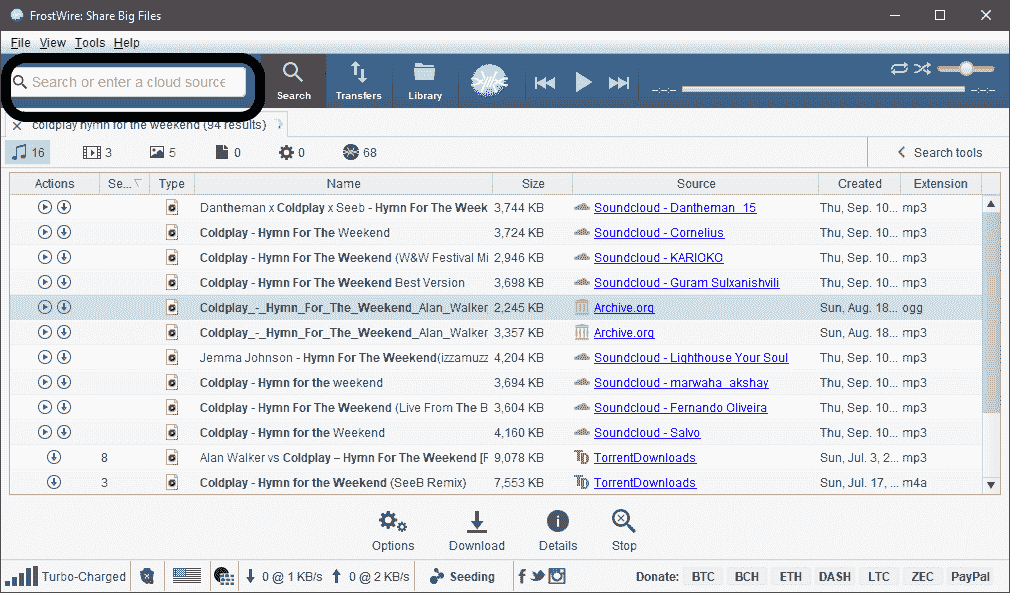 FrostWire: Share Big Files
File View Tools Help
Search or enter a cloud source
Search Transfers Library --:-- --:--
coldplay hymn for the weekend (94 results)
16 3 5 0 0 68 Search tools
Actions Se... Type Name Size Source Created Extension
Dantheman x Coldplay x Seeb - Hymn For The Week 3,744 KB Soundcloud - Dantheman_15 Thu, Sep. 10... mp3
Coldplay - Hymn For The Weekend 3,724 KB Soundcloud - Cornelius Thu, Sep. 10... mp3
Coldplay - Hymn For The Weekend (W&W Festival Mi 2,946 KB Soundcloud - KARIOKO Thu, Sep. 10... mp3
Coldplay - Hymn For The Weekend Best Version 3,698 KB Soundcloud - Guram Sulxanishvili Thu, Sep. 10... mp3
Coldplay_-_Hymn_For_The_Weekend_Alan_Walker 2,245 KB Archive.org Sun, Aug. 18... ogg
Coldplay_-_Hymn_For_The_Weekend_Alan_Walker 3,357 KB Archive.org Sun, Aug. 18... mp3
Jemma Johnson - Hymn For The Weekend(izzamuzz 4,204 KB Soundcloud - Lighthouse Your Soul Thu, Sep. 10... mp3
Coldplay - Hymn for the weekend 3,694 KB Soundcloud - marwaha_akshay Thu, Sep. 10... mp3
Coldplay - Hymn For The Weekend (Live From The B 3,604 KB Soundcloud - Fernando Oliveira Thu, Sep. 10... mp3
Coldplay - Hymn for the Weekend 4,160 KB Soundcloud - Salvo Thu, Sep. 10... mp3
8 Alan Walker vs Coldplay – Hymn For The Weekend [F 9,078 KB TorrentDownloads Sun, Jul. 3, 2... mp3
3 Coldplay - Hymn for the Weekend (SeeB Remix) 7,553 KB TorrentDownloads Sun, Jul. 17, ... m4a
Options Download Details Stop
Turbo-Charged 0 @ 1 KB/s 0 @ 2 KB/s Seeding Donate: BTC BCH ETH DASH LTC ZEC PayPal